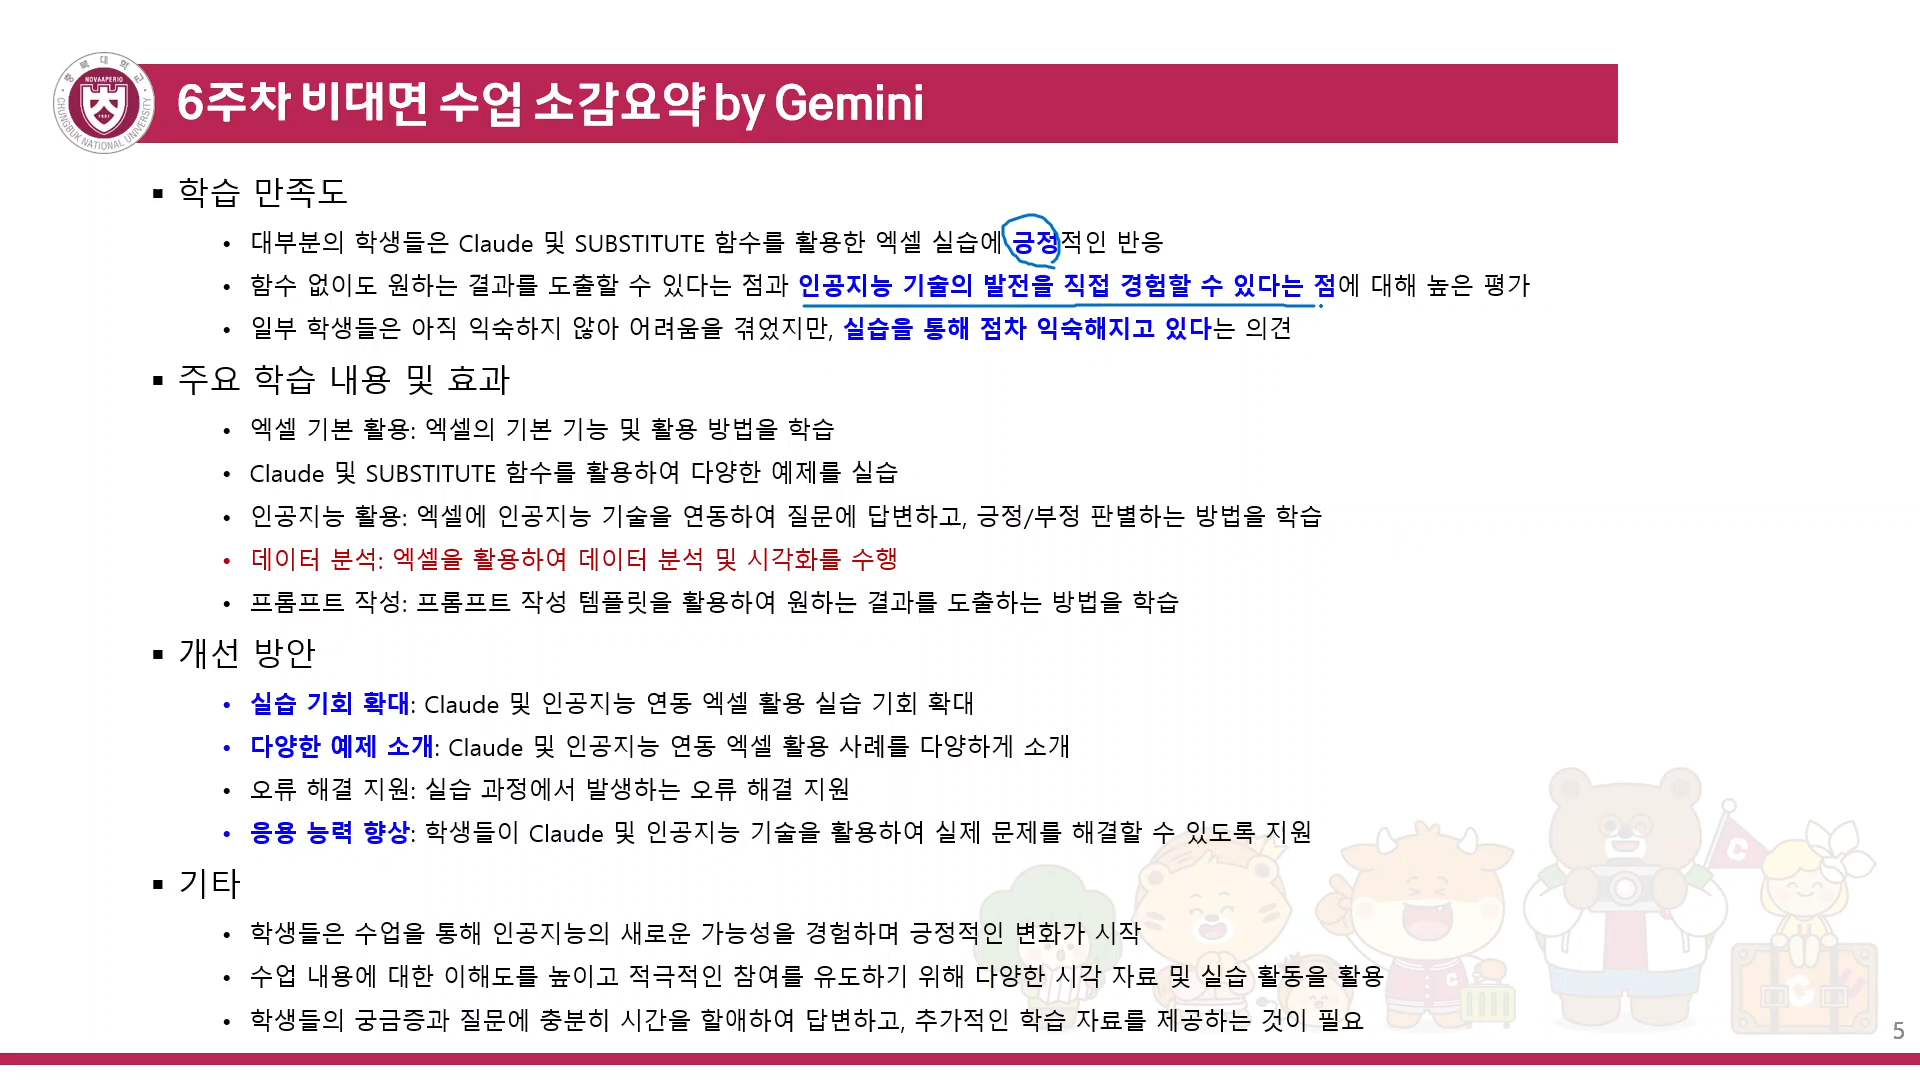 충북대학교
NOVAAPERIO
1951
CHUNGBUK NATIONAL UNIVERSITY
6주차 비대면 수업 소감요약 by Gemini
▪ 학습 만족도
• 대부분의 학생들은 Claude 및 SUBSTITUTE 함수를 활용한 엑셀 실습에 긍정적인 반응
• 함수 없이도 원하는 결과를 도출할 수 있다는 점과 인공지능 기술의 발전을 직접 경험할 수 있다는 점에 대해 높은 평가
• 일부 학생들은 아직 익숙하지 않아 어려움을 겪었지만, 실습을 통해 점차 익숙해지고 있다는 의견
▪ 주요 학습 내용 및 효과
• 엑셀 기본 활용: 엑셀의 기본 기능 및 활용 방법을 학습
• Claude 및 SUBSTITUTE 함수를 활용하여 다양한 예제를 실습
• 인공지능 활용: 엑셀에 인공지능 기술을 연동하여 질문에 답변하고, 긍정/부정 판별하는 방법을 학습
• 데이터 분석: 엑셀을 활용하여 데이터 분석 및 시각화를 수행
• 프롬프트 작성: 프롬프트 작성 템플릿을 활용하여 원하는 결과를 도출하는 방법을 학습
▪ 개선 방안
• 실습 기회 확대: Claude 및 인공지능 연동 엑셀 활용 실습 기회 확대
• 다양한 예제 소개: Claude 및 인공지능 연동 엑셀 활용 사례를 다양하게 소개
• 오류 해결 지원: 실습 과정에서 발생하는 오류 해결 지원
• 응용 능력 향상: 학생들이 Claude 및 인공지능 기술을 활용하여 실제 문제를 해결할 수 있도록 지원
▪ 기타
• 학생들은 수업을 통해 인공지능의 새로운 가능성을 경험하며 긍정적인 변화가 시작
• 수업 내용에 대한 이해도를 높이고 적극적인 참여를 유도하기 위해 다양한 시각 자료 및 실습 활동을 활용
• 학생들의 궁금증과 질문에 충분히 시간을 할애하여 답변하고, 추가적인 학습 자료를 제공하는 것이 필요
5